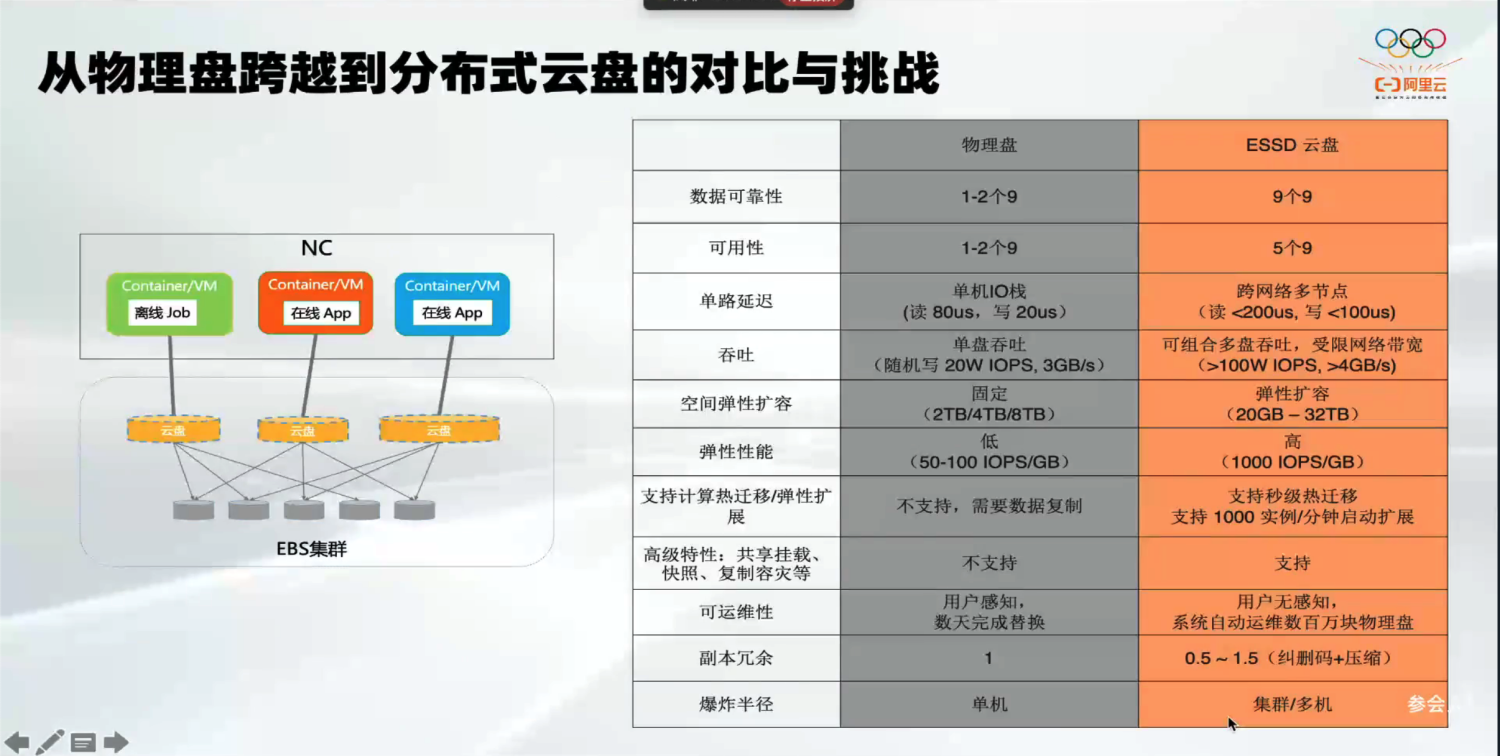 从物理盘跨越到分布式云盘的对比与挑战
阿里云
NC
Container/VM
离线 Job
Container/VM
在线 App
Container/VM
在线 App
云盘
云盘
云盘
EBS集群
物理盘
ESSD 云盘
数据可靠性
1-2个9
9个9
可用性
1-2个9
5个9
单路延迟
单机IO栈
(读 80us，写 20us）
跨网络多节点
（读 <200us, 写 <100us)
吞吐
单盘吞吐
（随机写 20W IOPS, 3GB/s）
可组合多盘吞吐，受限网络带宽
（>100W IOPS, >4GB/s)
空间弹性扩容
固定
（2TB/4TB/8TB）
弹性扩容
（20GB – 32TB）
弹性性能
低
（50-100 IOPS/GB）
高
（1000 IOPS/GB）
支持计算热迁移/弹性扩
展
不支持，需要数据复制
支持秒级热迁移
支持 1000 实例/分钟启动扩展
高级特性：共享挂载、
快照、复制容灾等
不支持
支持
可运维性
用户感知，
数天完成替换
用户无感知，
系统自动运维数百万块物理盘
副本冗余
1
0.5 ~ 1.5（纠删码+压缩）
爆炸半径
单机
集群/多机
参会